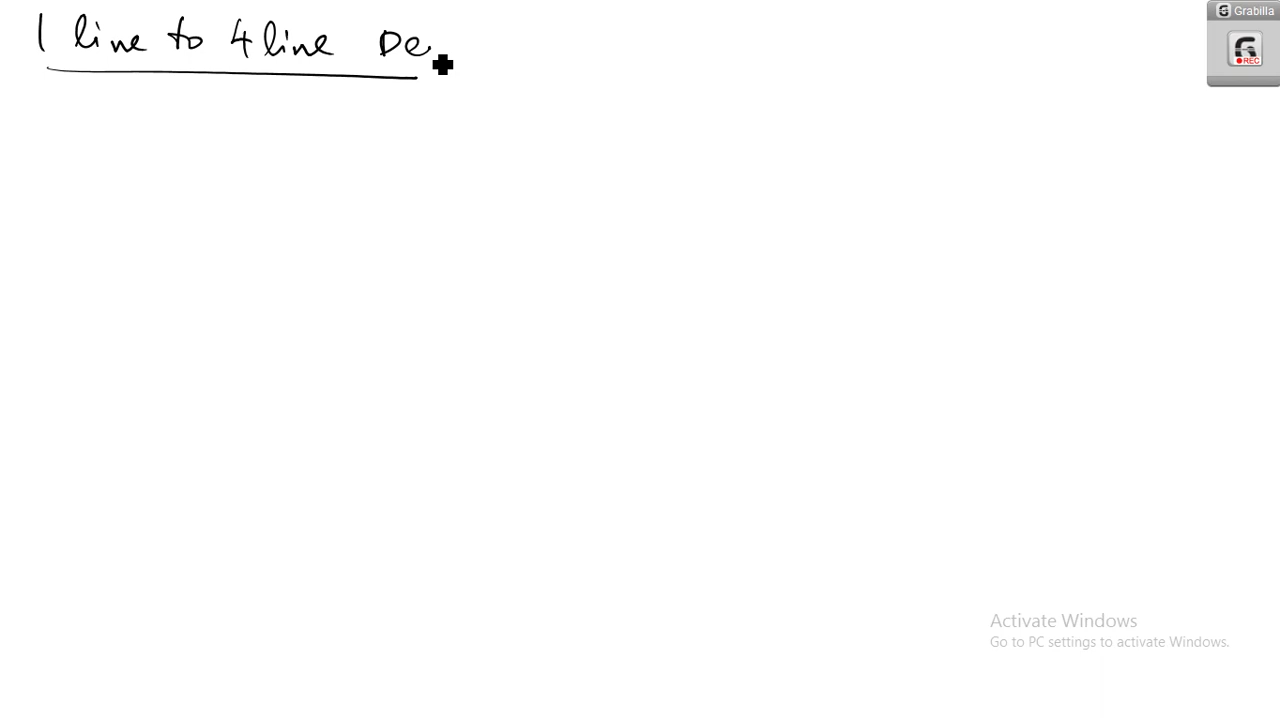 1 line to 4 line De
Grabilla
REC
Activate Windows
Go to PC settings to activate Windows.